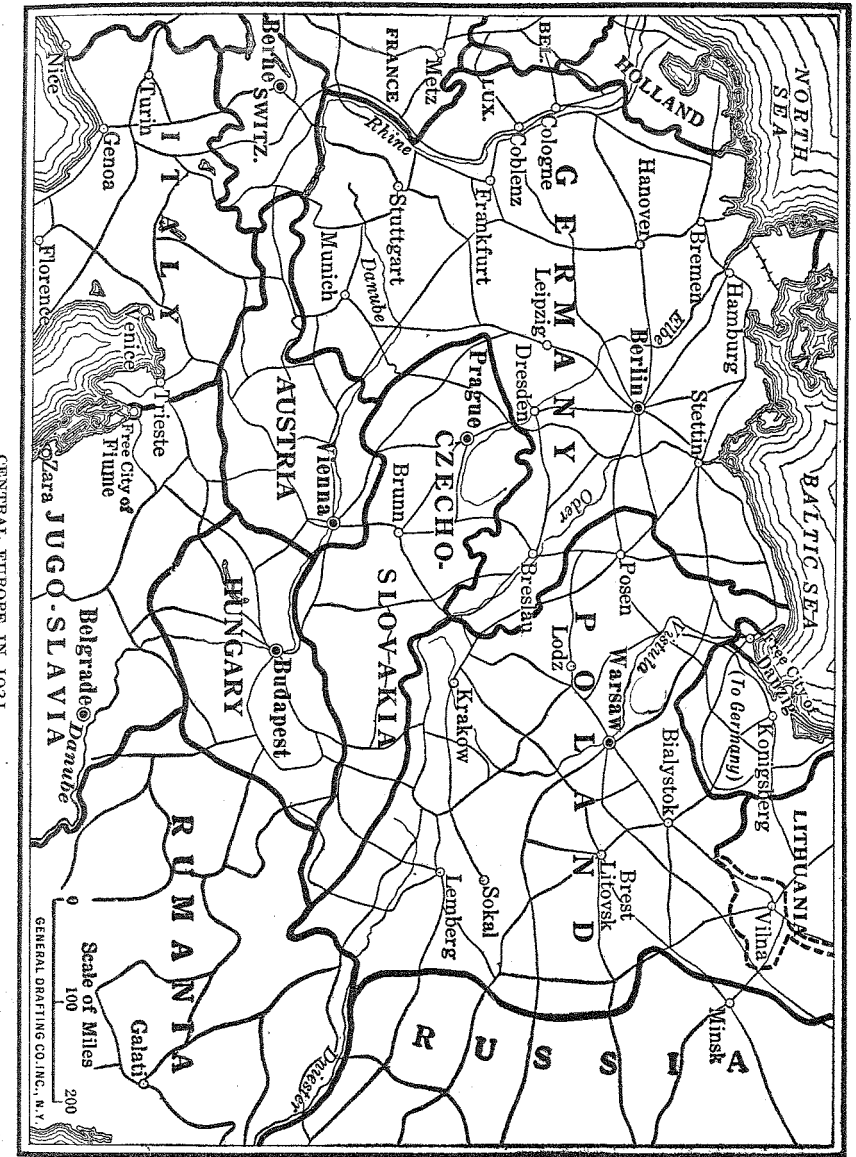 NORTH
SEA
BALTIC SEA
HOLLAND
BEL.
LUX.
FRANCE
Metz
Rhine
Cologne
Coblenz
Frankfurt
GERMANY
Hanover
Bremen
Hamburg
Elbe
Berlin
Stettin
Leipzig
Dresden
Oder
Breslau
Stuttgart
Munich
Danube
Berne
SWITZ.
Nice
Turin
Genoa
ITALY
Florence
Venice
Trieste
Free City of
Fiume
Zara
AUSTRIA
Vienna
Prague
CZECHO-
SLOVAKIA
Brunn
HUNGARY
Budapest
JUGO-SLAVIA
Belgrade
Danube
POLAND
Posen
Lodz
Warsaw
Vistula
Free City of
Danzig
(To Germany)
Konigsberg
LITHUANIA
Vilna
Bialystok
Brest
Litovsk
Krakow
Sokal
Lemberg
Minsk
RUSSIA
RUMANIA
Galati
Dniester
Scale of Miles
0 100 200
GENERAL DRAFTING CO. INC., N.Y.
CENTRAL EUROPE IN 1921